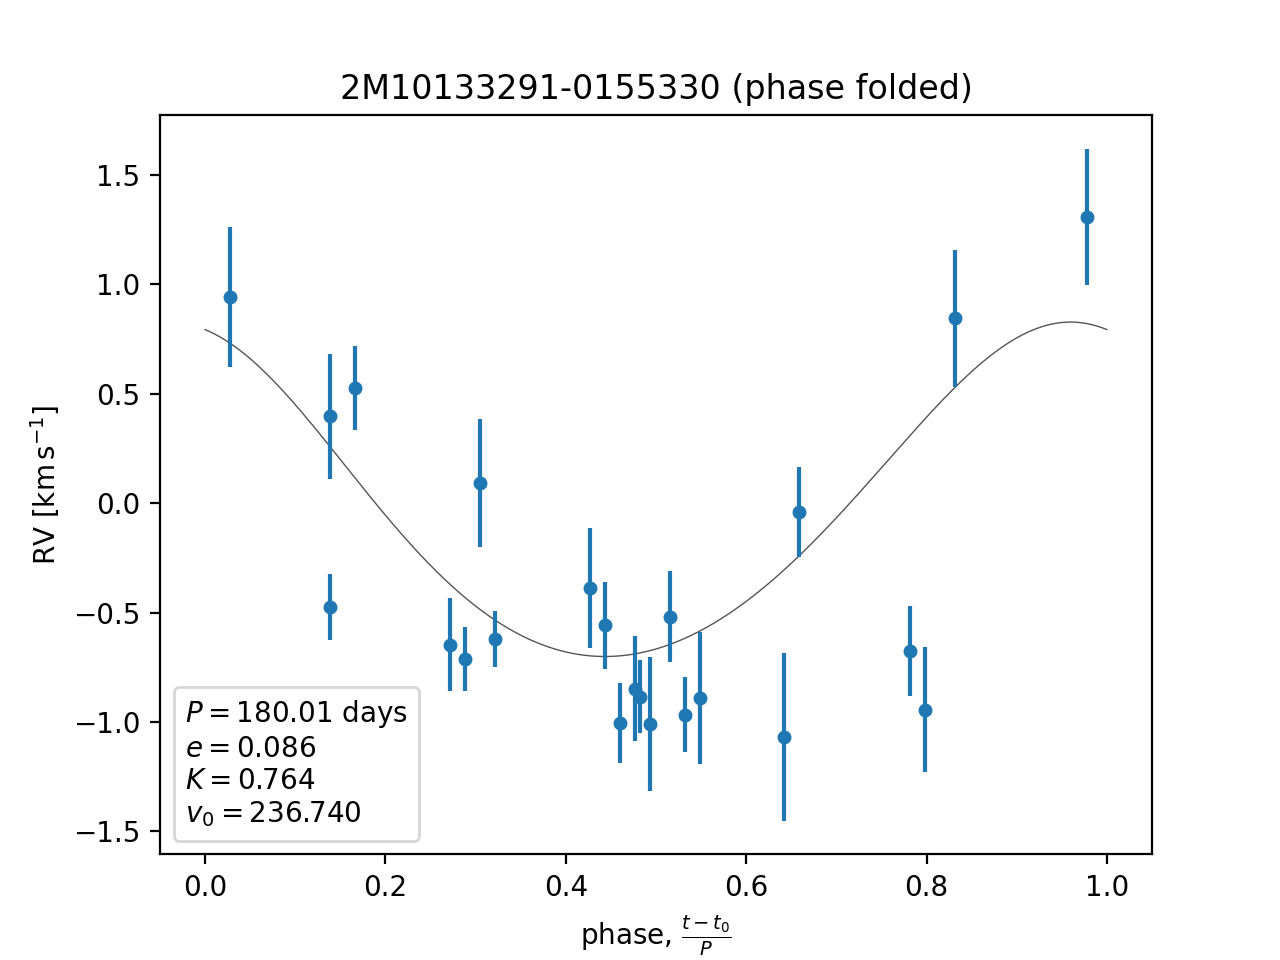 2M10133291-0155330 (phase folded)
RV [km s⁻¹]
1.5
1.0
0.5
0.0
−0.5
−1.0
−1.5
P = 180.01 days
e = 0.086
K = 0.764
v₀ = 236.740
0.0 0.2 0.4 0.6 0.8 1.0
phase, (t − t₀)/P